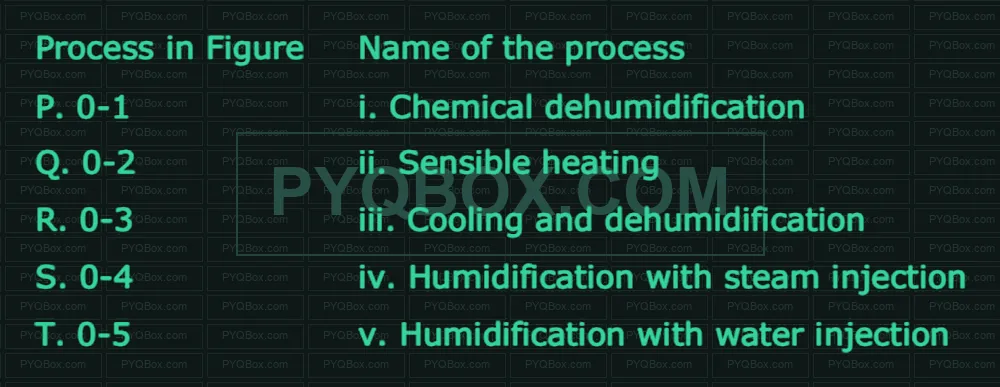 Process in Figure Name of the process
P. 0-1 i. Chemical dehumidification
Q. 0-2 ii. Sensible heating
R. 0-3 iii. Cooling and dehumidification
S. 0-4 iv. Humidification with steam injection
T. 0-5 v. Humidification with water injection
PYQBOX.COM